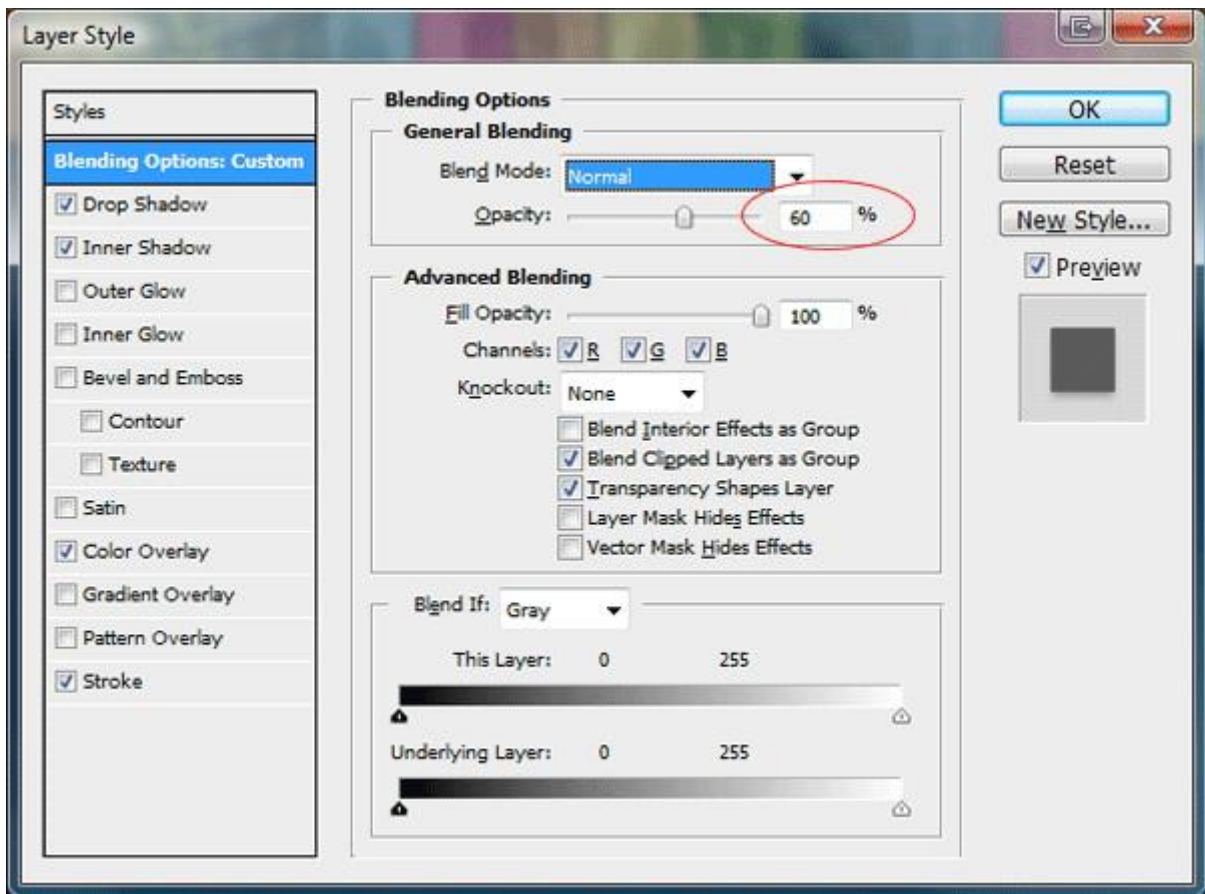 Layer Style
Styles
Blending Options: Custom
Drop Shadow
Inner Shadow
Outer Glow
Inner Glow
Bevel and Emboss
Contour
Texture
Satin
Color Overlay
Gradient Overlay
Pattern Overlay
Stroke
Blending Options
General Blending
Blend Mode: Normal
Opacity: 60 %
Advanced Blending
Fill Opacity: 100 %
Channels: R G B
Knockout: None
Blend Interior Effects as Group
Blend Clipped Layers as Group
Transparency Shapes Layer
Layer Mask Hides Effects
Vector Mask Hides Effects
Blend If: Gray
This Layer: 0 255
Underlying Layer: 0 255
OK
Reset
New Style...
Preview